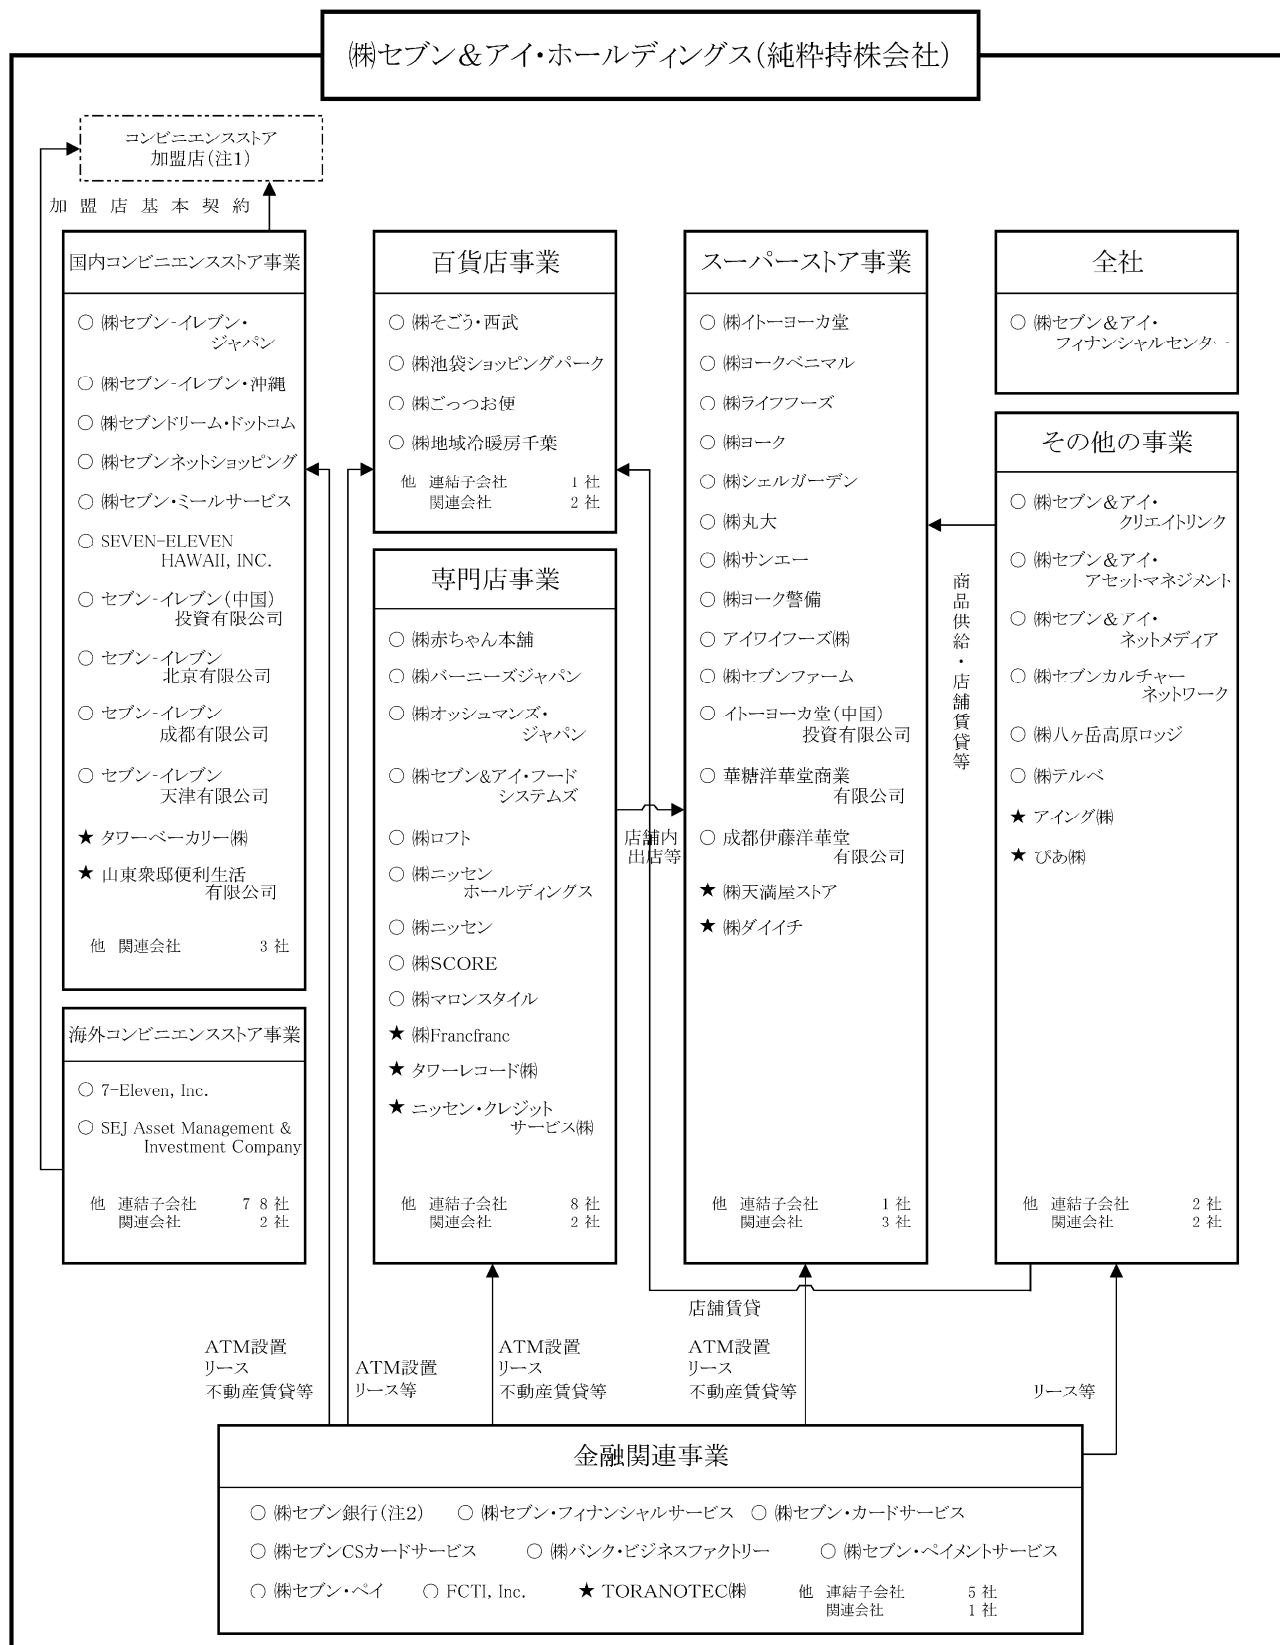 ㈱セブン＆アイ・ホールディングス（純粋持株会社）
コンビニエンスストア
加盟店（注1）
加盟店基本契約
国内コンビニエンスストア事業
○ ㈱セブン-イレブン・
ジャパン
○ ㈱セブン-イレブン・沖縄
○ ㈱セブンドリーム・ドットコム
○ ㈱セブンネットショッピング
○ ㈱セブン・ミールサービス
○ SEVEN-ELEVEN
HAWAII, INC.
○ セブン-イレブン（中国）
投資有限公司
○ セブン-イレブン
北京有限公司
○ セブン-イレブン
成都有限公司
○ セブン-イレブン
天津有限公司
★ タワーベーカリー㈱
★ 山東衆邸便利生活
有限公司
他 関連会社 3 社
海外コンビニエンスストア事業
○ 7-Eleven, Inc.
○ SEJ Asset Management &
Investment Company
他 連結子会社 7 8 社
関連会社 2 社
百貨店事業
○ ㈱そごう・西武
○ ㈱池袋ショッピングパーク
○ ㈱ごっつお便
○ ㈱地域冷暖房千葉
他 連結子会社 1 社
関連会社 2 社
専門店事業
○ ㈱赤ちゃん本舗
○ ㈱バーニーズジャパン
○ ㈱オッシュマンズ・
ジャパン
○ ㈱セブン&アイ・フード
システムズ
○ ㈱ロフト
○ ㈱ニッセン
ホールディングス
○ ㈱ニッセン
○ ㈱SCORE
○ ㈱マロンスタイル
★ ㈱Francfranc
★ タワーレコード㈱
★ ニッセン・クレジット
サービス㈱
他 連結子会社 8 社
関連会社 2 社
店舗内
出店等
スーパーストア事業
○ ㈱イトーヨーカ堂
○ ㈱ヨークベニマル
○ ㈱ライフフーズ
○ ㈱ヨーク
○ ㈱シェルガーデン
○ ㈱丸大
○ ㈱サンエー
○ ㈱ヨーク警備
○ アイワイフーズ㈱
○ ㈱セブンファーム
○ イトーヨーカ堂（中国）
投資有限公司
○ 華糖洋華堂商業
有限公司
○ 成都伊藤洋華堂
有限公司
★ ㈱天満屋ストア
★ ㈱ダイイチ
他 連結子会社 1 社
関連会社 3 社
商品供給・店舗賃貸等
全社
○ ㈱セブン＆アイ・
フィナンシャルセンター
その他の事業
○ ㈱セブン＆アイ・
クリエイトリンク
○ ㈱セブン＆アイ・
アセットマネジメント
○ ㈱セブン＆アイ・
ネットメディア
○ ㈱セブンカルチャー
ネットワーク
○ ㈱八ヶ岳高原ロッジ
○ ㈱テルベ
★ アイング㈱
★ ぴあ㈱
他 連結子会社 2 社
関連会社 2 社
店舗賃貸
ATM設置
リース
不動産賃貸等
ATM設置
リース等
ATM設置
リース
不動産賃貸等
ATM設置
リース
不動産賃貸等
リース等
金融関連事業
○ ㈱セブン銀行（注2） ○ ㈱セブン・フィナンシャルサービス ○ ㈱セブン・カードサービス
○ ㈱セブンCSカードサービス ○ ㈱バンク・ビジネスファクトリー ○ ㈱セブン・ペイメントサービス
○ ㈱セブン・ペイ ○ FCTI, Inc. ★ TORANOTEC㈱ 他 連結子会社 5 社
関連会社 1 社